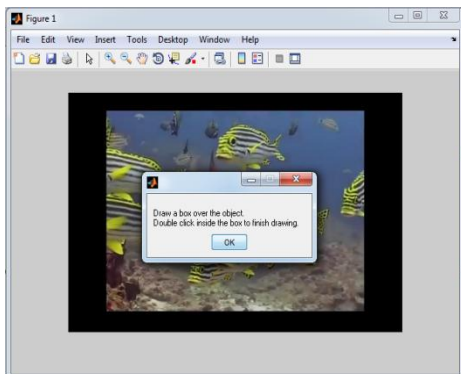 Figure 1
File Edit View Insert Tools Desktop Window Help
Draw a box over the object.
Double click inside the box to finish drawing.
OK